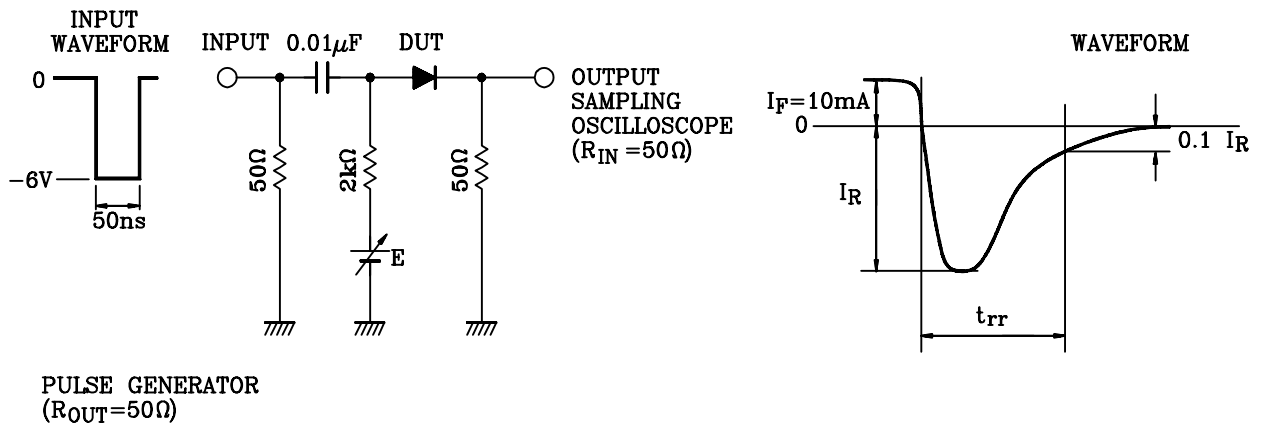 INPUT
WAVEFORM
0
-6V
50ns
INPUT 0.01μF DUT
50Ω
2kΩ
E
50Ω
OUTPUT
SAMPLING
OSCILLOSCOPE
(RIN=50Ω)
PULSE GENERATOR
(ROUT=50Ω)
WAVEFORM
IF=10mA
0
IR
0.1 IR
trr